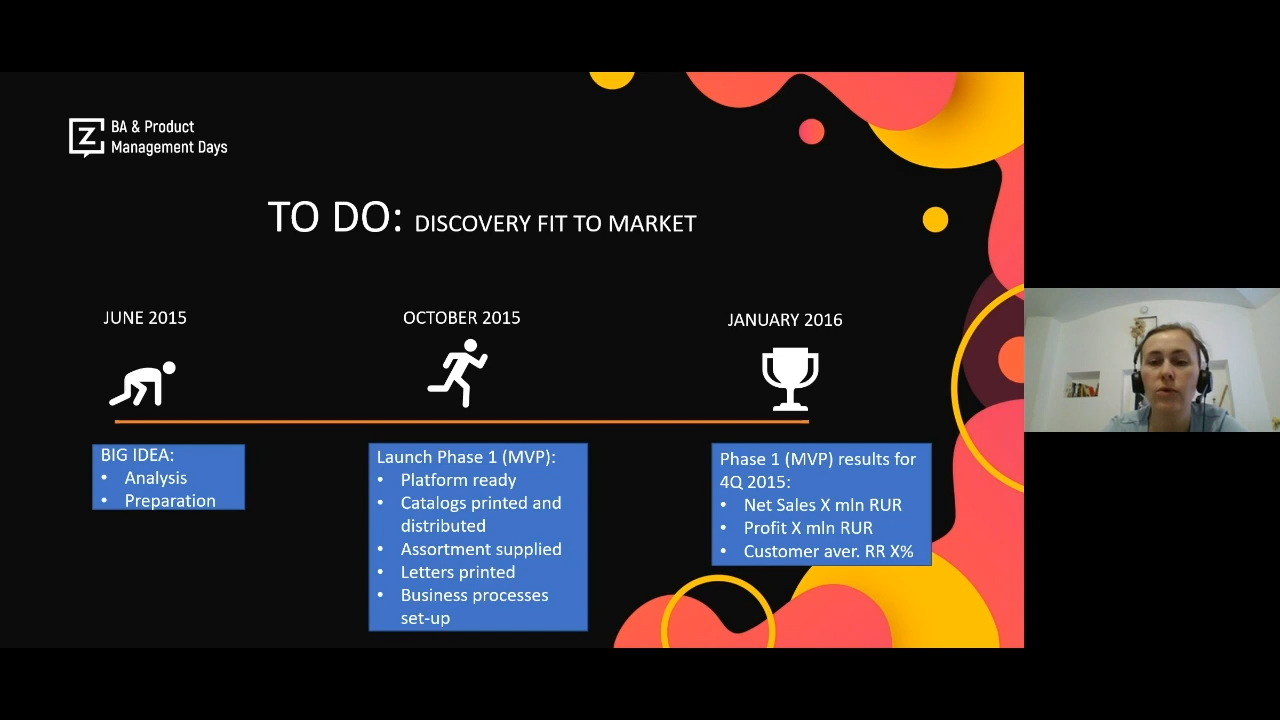 Z
BA & Product
Management Days
TO DO: DISCOVERY FIT TO MARKET
JUNE 2015
OCTOBER 2015
JANUARY 2016
BIG IDEA:
• Analysis
• Preparation
Launch Phase 1 (MVP):
• Platform ready
• Catalogs printed and
distributed
• Assortment supplied
• Letters printed
• Business processes
set-up
Phase 1 (MVP) results for
4Q 2015:
• Net Sales X mln RUR
• Profit X mln RUR
• Customer aver. RR X%